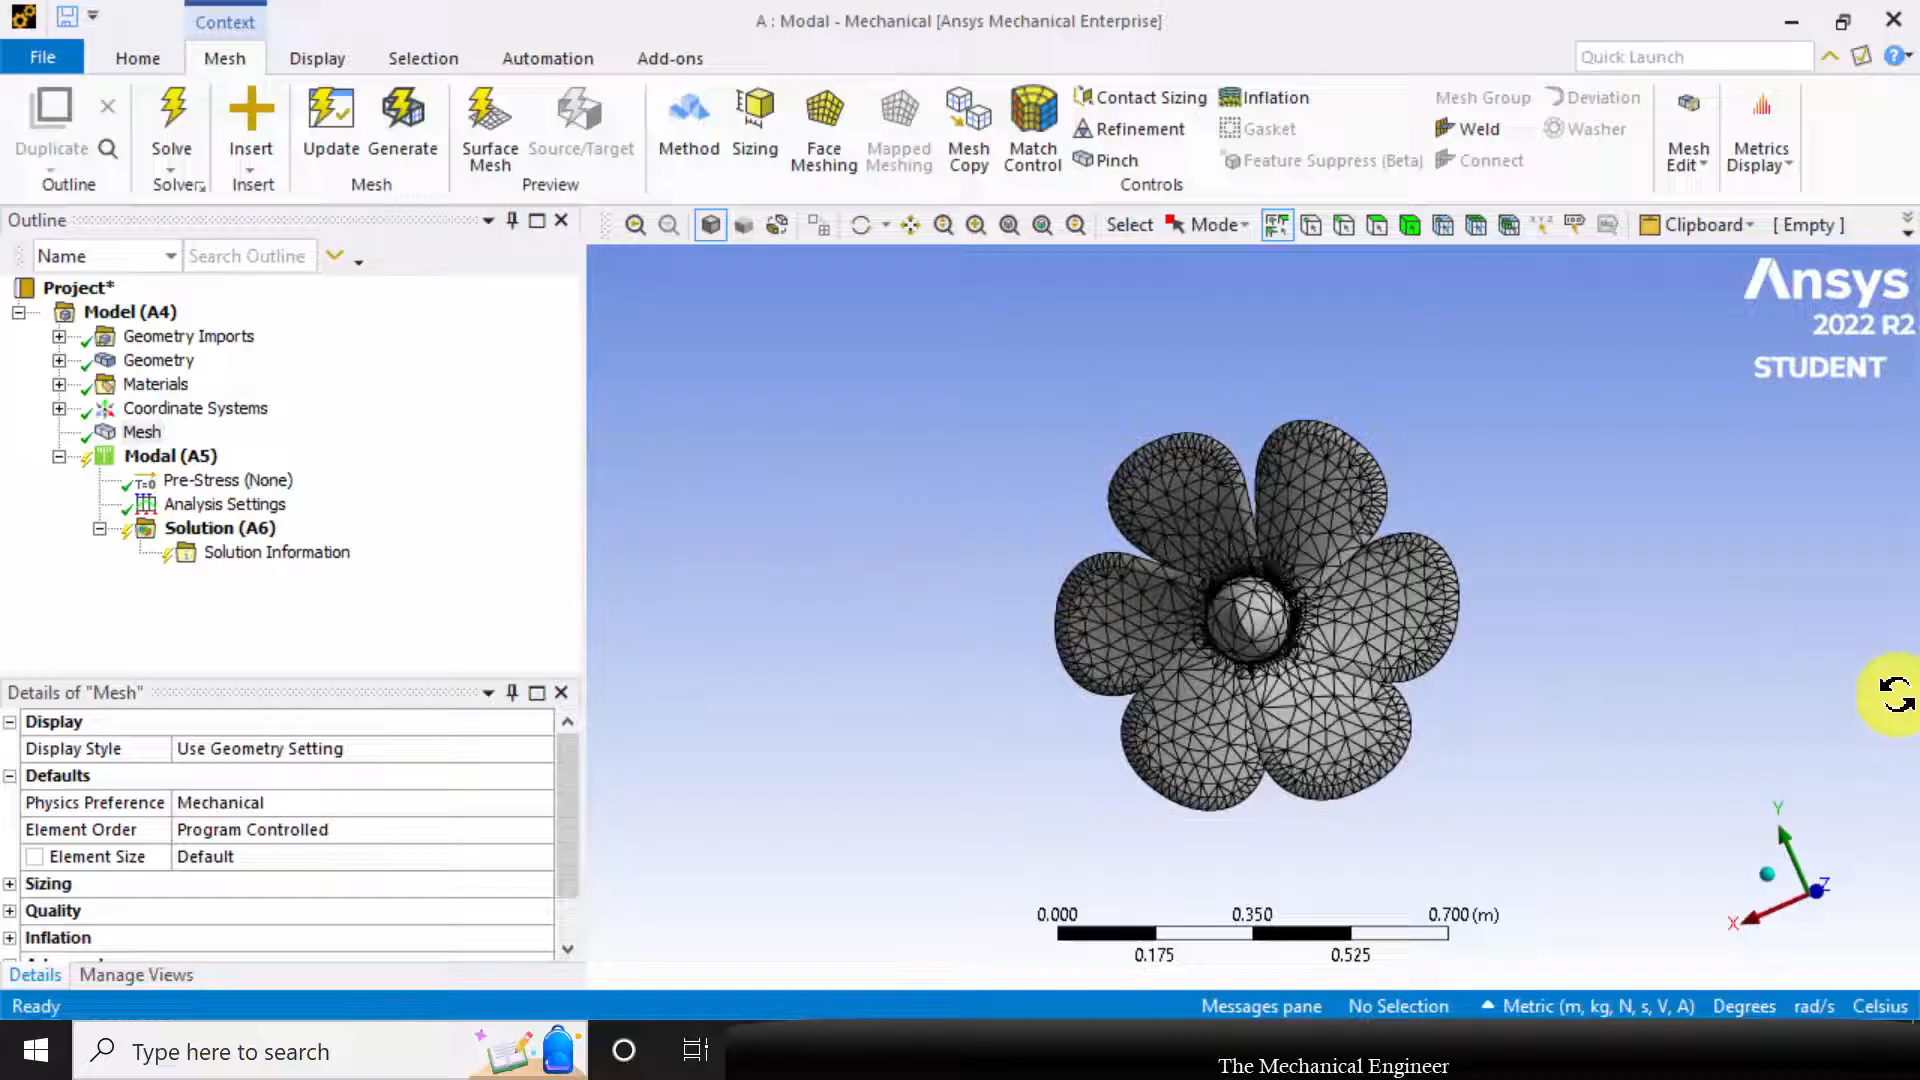 Context
A : Modal - Mechanical [Ansys Mechanical Enterprise]
File Home Mesh Display Selection Automation Add-ons
Quick Launch
Duplicate
Outline
Solve
Solver
Insert
Insert
Update Generate
Mesh
Surface Mesh
Source/Target
Preview
Method Sizing Face Meshing Mapped Meshing Mesh Copy Match Control
Contact Sizing
Refinement
Pinch
Inflation
Gasket
Feature Suppress (Beta)
Mesh Group
Weld
Connect
Deviation
Washer
Controls
Mesh Edit
Metrics Display
Outline
Name Search Outline
Select Mode Clipboard [ Empty ]
Project*
Model (A4)
Geometry Imports
Geometry
Materials
Coordinate Systems
Mesh
Modal (A5)
T=0 Pre-Stress (None)
Analysis Settings
Solution (A6)
Solution Information
Ansys
2022 R2
STUDENT
Details of "Mesh"
Display
Display Style Use Geometry Setting
Defaults
Physics Preference Mechanical
Element Order Program Controlled
Element Size Default
Sizing
Quality
Inflation
Details Manage Views
0.000 0.350 0.700 (m)
0.175 0.525
Y
Z
X
Ready
Messages pane No Selection Metric (m, kg, N, s, V, A) Degrees rad/s Celsius
Type here to search
The Mechanical Engineer